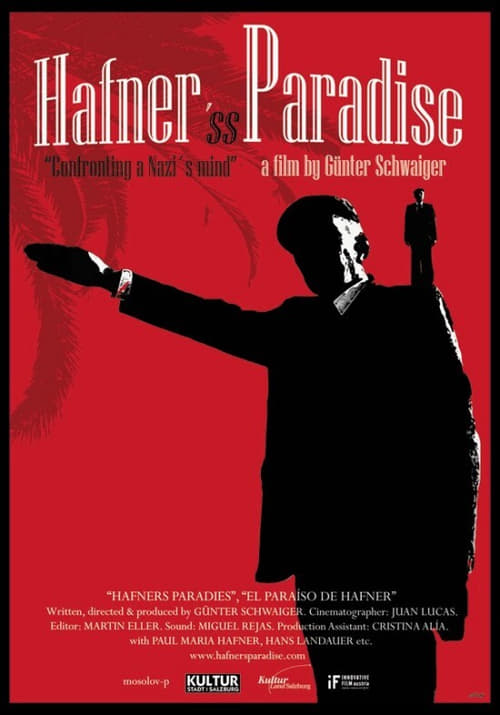 Hafner´ss Paradise
"Confronting a Nazi´s mind" a film by Günter Schwaiger
"HAFNERS PARADIES", "EL PARAÍSO DE HAFNER"
Written, directed & produced by GÜNTER SCHWAIGER. Cinematographer: JUAN LUCAS.
Editor: MARTIN ELLER. Sound: MIGUEL REJAS. Production Assistant: CRISTINA ALÍA.
with PAUL MARIA HAFNER, HANS LANDAUER etc.
www.hafnersparadise.com
mosolov-p
KULTUR
STADT : SALZBURG
Kultur
Land Salzburg
iF INNOVATIVE
FILM austria